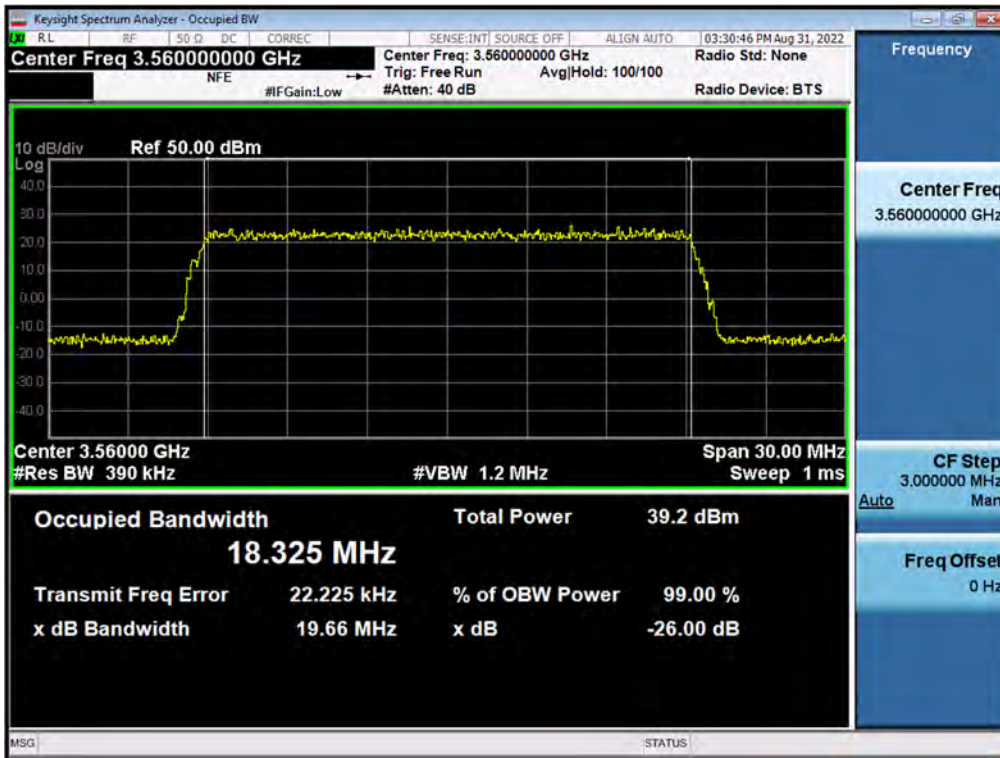 Keysight Spectrum Analyzer - Occupied BW
LXI RL RF 50 Ω DC CORREC SENSE:INT SOURCE OFF ALIGN AUTO 03:30:46 PM Aug 31, 2022
Center Freq 3.560000000 GHz Center Freq: 3.560000000 GHz Radio Std: None
NFE Trig: Free Run Avg|Hold: 100/100
#IFGain:Low #Atten: 40 dB Radio Device: BTS
10 dB/div Ref 50.00 dBm
Log
40.0
30.0
20.0
10.0
0.00
-10.0
-20.0
-30.0
-40.0
Center 3.56000 GHz Span 30.00 MHz
#Res BW 390 kHz #VBW 1.2 MHz Sweep 1 ms
Occupied Bandwidth Total Power 39.2 dBm
18.325 MHz
Transmit Freq Error 22.225 kHz % of OBW Power 99.00 %
x dB Bandwidth 19.66 MHz x dB -26.00 dB
MSG STATUS
Frequency
Center Freq
3.560000000 GHz
CF Step
3.000000 MHz
Auto Man
Freq Offset
0 Hz